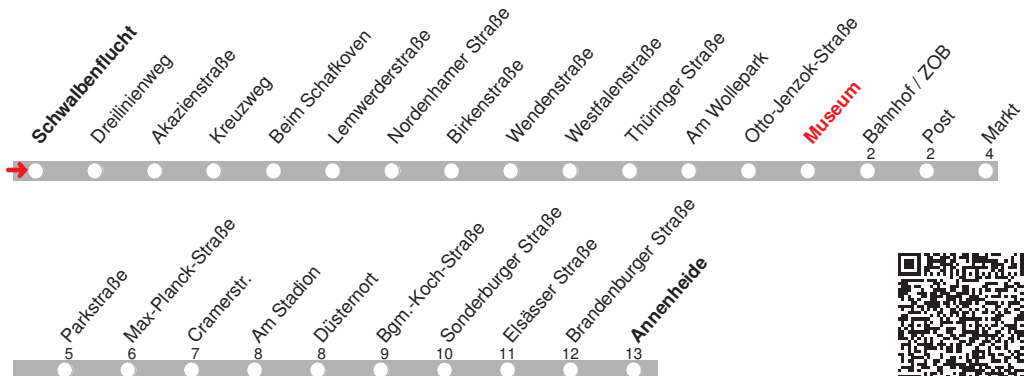 Schwalbenflucht
Dreilinienweg
Akazienstraße
Kreuzweg
Beim Schafkoven
Lemwerderstraße
Nordenhamer Straße
Birkenstraße
Wendenstraße
Westfalenstraße
Thüringer Straße
Am Wollepark
Otto-Jenzok-Straße
Museum
Bahnhof / ZOB
2
Post
2
Markt
4
Parkstraße
5
Max-Planck-Straße
6
Cramerstr.
7
Am Stadion
8
Düsternort
8
Bgm.-Koch-Straße
9
Sonderburger Straße
10
Elsässer Straße
11
Brandenburger Straße
12
Annenheide
13